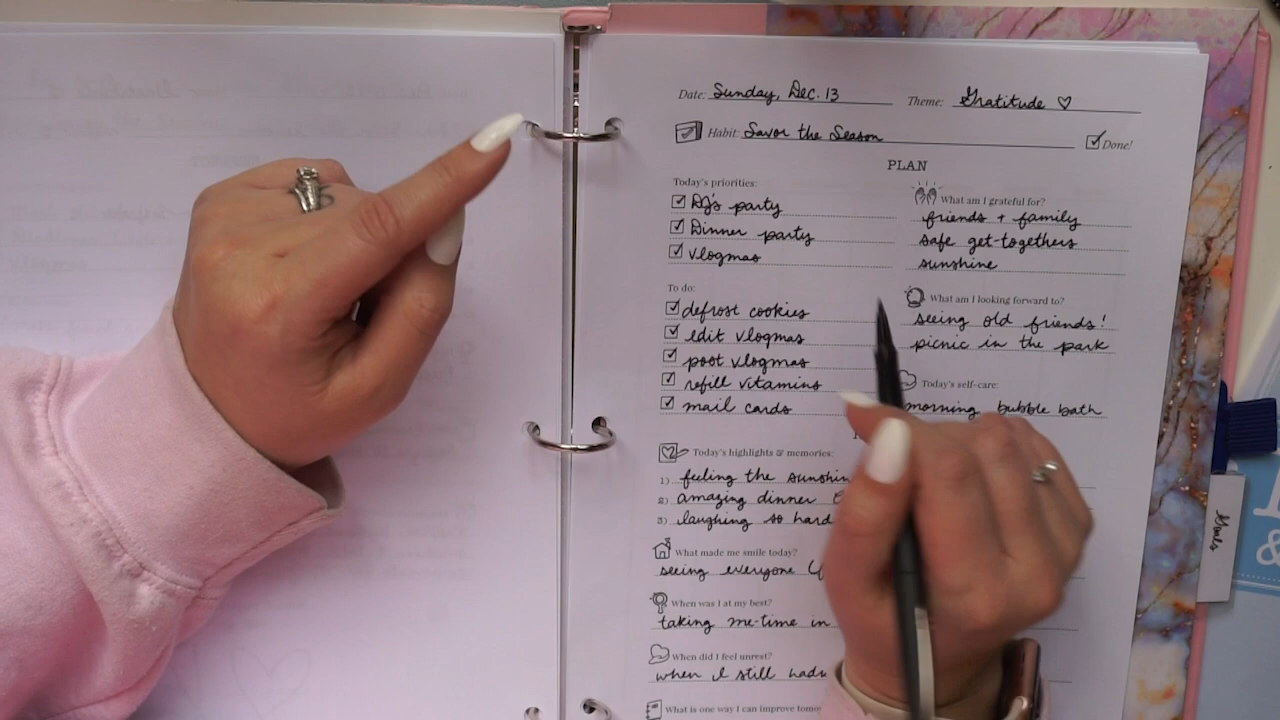 Date: Sunday, Dec. 13
Theme: Gratitude ♡
Habit: Savor the Season
Done!
PLAN
Today's priorities:
DJ's party
Dinner party
vlogmas
To do:
defrost cookies
edit vlogmas
post vlogmas
refill vitamins
mail cards
What am I grateful for?
friends + family
safe get-togethers
sunshine
What am I looking forward to?
seeing old friends!
picnic in the park
Today's self-care:
morning bubble bath
Today's highlights & memories:
1) feeling the
2) amazing dinner
3) laughing so hard
What made me smile today?
seeing everyone
When was I at my best?
taking me-time in
When did I feel unrest?
when I still
What is one way I can improve
Goals
&